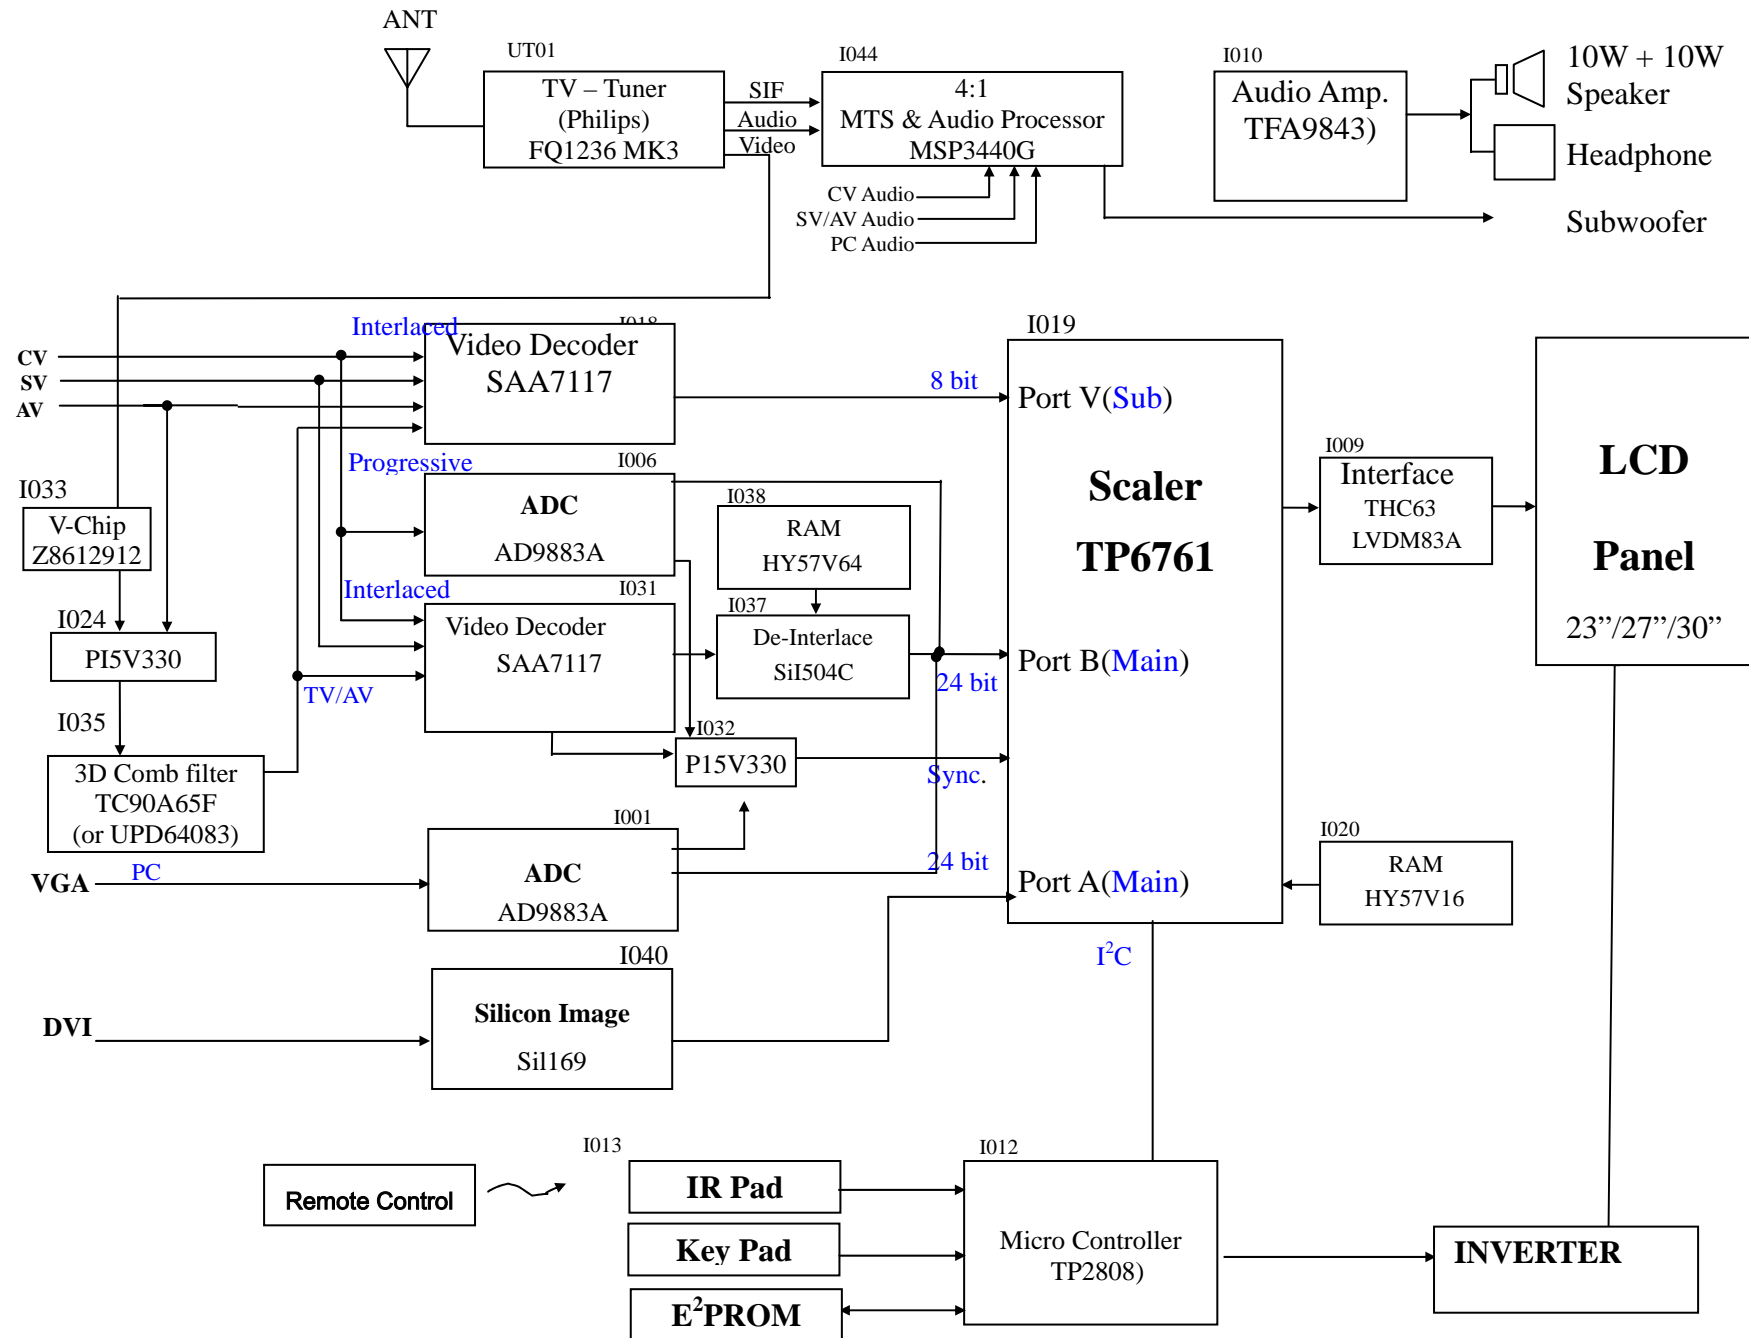 ANT
UT01
TV – Tuner
(Philips)
FQ1236 MK3
SIF
Audio
Video
I044
4:1
MTS & Audio Processor
MSP3440G
CV Audio
SV/AV Audio
PC Audio
I010
Audio Amp.
TFA9843)
10W + 10W
Speaker
Headphone
Subwoofer
CV
SV
AV
Interlaced
I018
Video Decoder
SAA7117
8 bit
I019
Port V(Sub)
Scaler
TP6761
Port B(Main)
Port A(Main)
I009
Interface
THC63
LVDM83A
LCD
Panel
23”/27”/30”
Progressive
I006
ADC
AD9883A
I038
RAM
HY57V64
I033
V-Chip
Z8612912
Interlaced
I031
Video Decoder
SAA7117
I037
De-Interlace
SiI504C
24 bit
I024
PI5V330
TV/AV
I035
3D Comb filter
TC90A65F
(or UPD64083)
I032
P15V330
Sync.
I001
ADC
AD9883A
24 bit
VGA
PC
I020
RAM
HY57V16
I²C
I040
Silicon Image
Sil169
DVI
I013
Remote Control
IR Pad
Key Pad
E²PROM
I012
Micro Controller
TP2808)
INVERTER